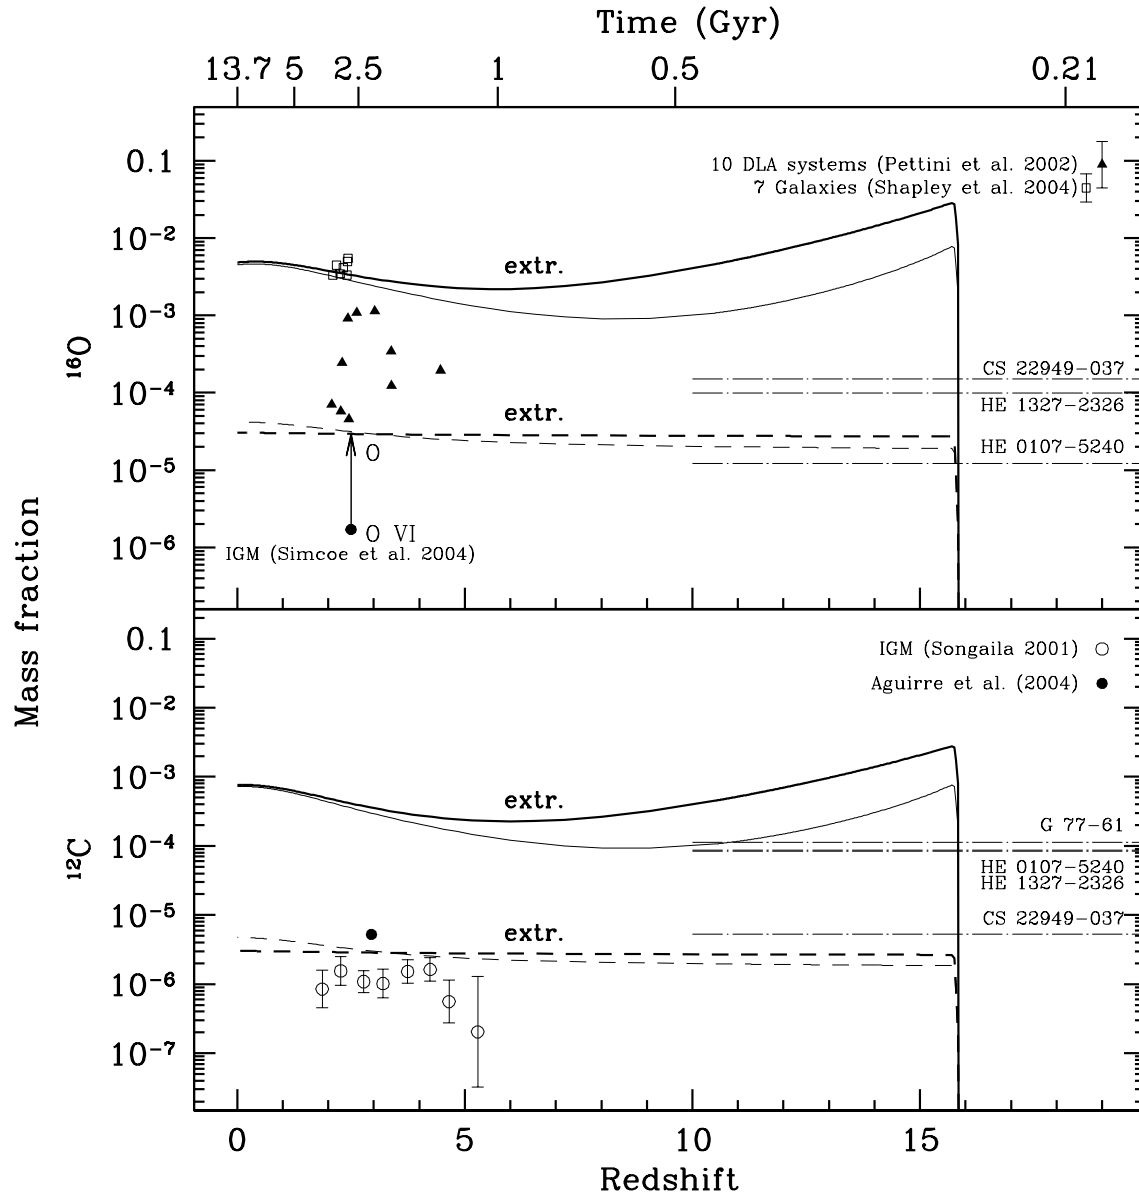 Time (Gyr)
13.7 5 2.5 1 0.5 0.21
0.1
10⁻²
10⁻³
10⁻⁴
10⁻⁵
10⁻⁶
¹⁶O
10 DLA systems (Pettini et al. 2002)
7 Galaxies (Shapley et al. 2004)
extr.
extr.
CS 22949-037
HE 1327-2326
HE 0107-5240
O
O VI
IGM (Simcoe et al. 2004)
Mass fraction
0.1
10⁻²
10⁻³
10⁻⁴
10⁻⁵
10⁻⁶
10⁻⁷
¹²C
IGM (Songaila 2001)
Aguirre et al. (2004)
extr.
extr.
G 77-61
HE 0107-5240
HE 1327-2326
CS 22949-037
0 5 10 15
Redshift